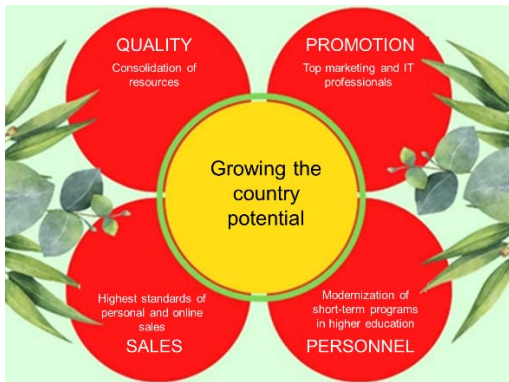 QUALITY
Consolidation of
resources
PROMOTION
Top marketing and IT
professionals
Growing the
country
potential
Highest standards of
personal and online
sales
SALES
Modernization of
short-term programs
in higher education
PERSONNEL